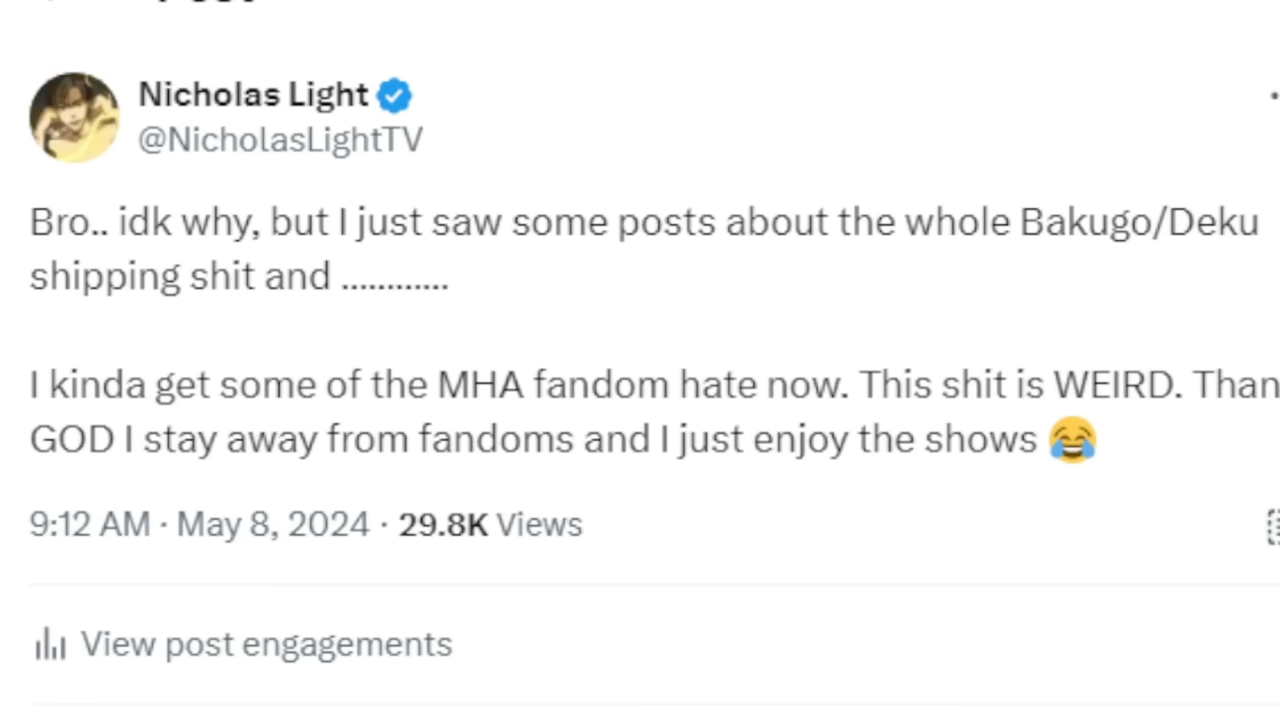 Nicholas Light
@NicholasLightTV
Bro.. idk why, but I just saw some posts about the whole Bakugo/Deku
shipping shit and ............
I kinda get some of the MHA fandom hate now. This shit is WEIRD. Than
GOD I stay away from fandoms and I just enjoy the shows 😂
9:12 AM · May 8, 2024 · 29.8K Views
View post engagements